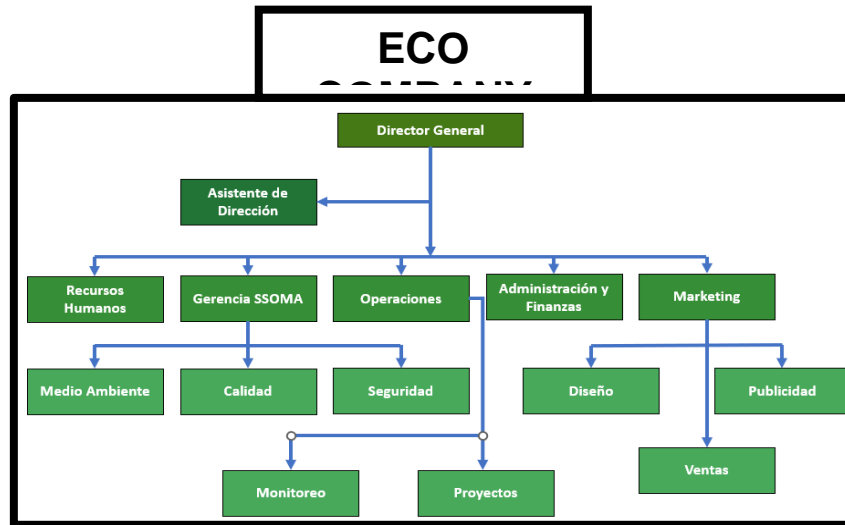 ECO
COMPANY
Director General
Asistente de
Dirección
Recursos
Humanos
Gerencia SSOMA
Operaciones
Administración y
Finanzas
Marketing
Medio Ambiente
Calidad
Seguridad
Diseño
Publicidad
Ventas
Monitoreo
Proyectos